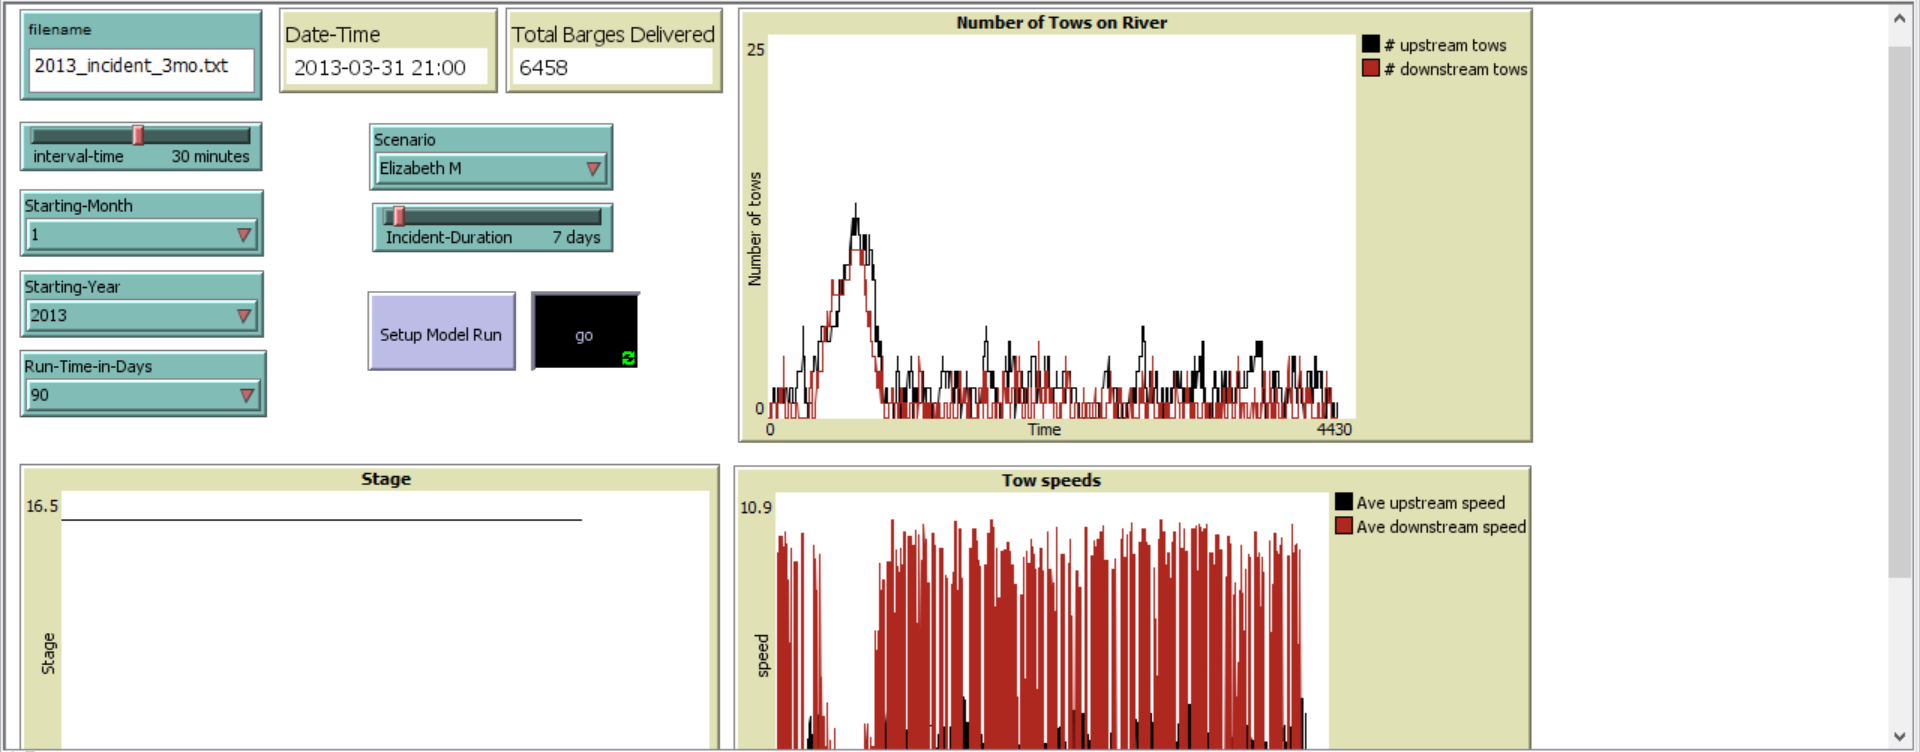 filename
2013_incident_3mo.txt
Date-Time
2013-03-31 21:00
Total Barges Delivered
6458
interval-time 30 minutes
Starting-Month
1
Starting-Year
2013
Run-Time-in-Days
90
Scenario
Elizabeth M
Incident-Duration 7 days
Setup Model Run
go
Number of Tows on River
25
Number of tows
0
0 Time 4430
# upstream tows
# downstream tows
Stage
16.5
Stage
Tow speeds
10.9
speed
Ave upstream speed
Ave downstream speed